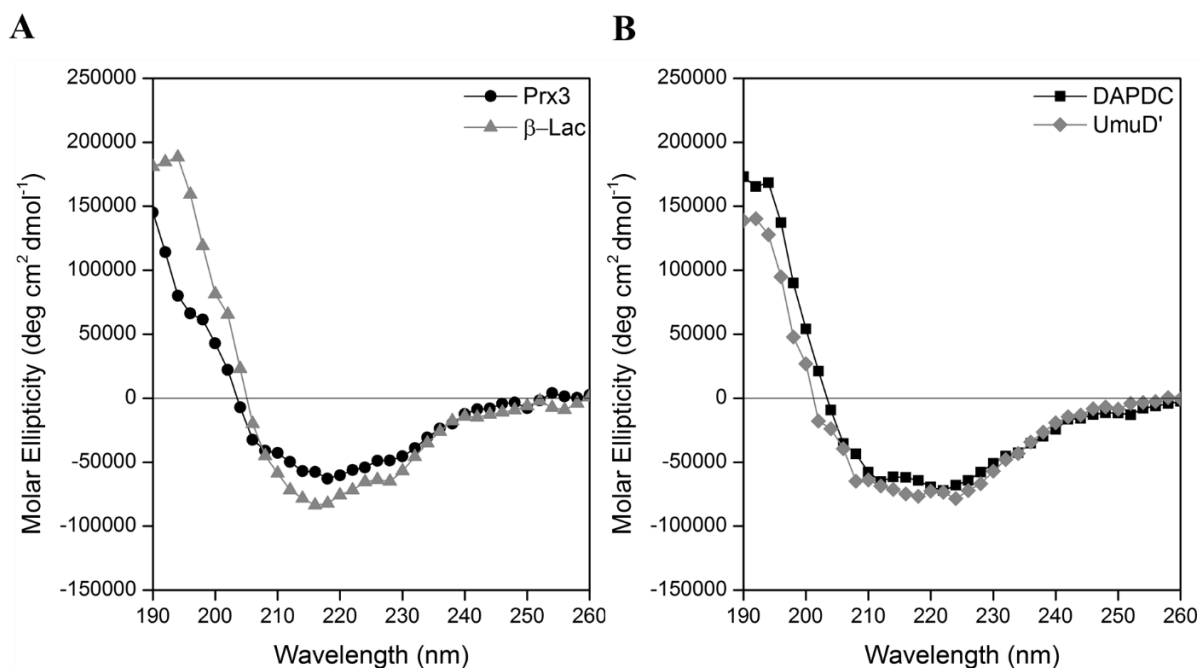 A
B
250000
200000
150000
100000
50000
0
-50000
-100000
-150000
190 200 210 220 230 240 250 260
Wavelength (nm)
Molar Ellipticity (deg cm² dmol⁻¹)
Prx3
β–Lac
250000
200000
150000
100000
50000
0
-50000
-100000
-150000
190 200 210 220 230 240 250 260
Wavelength (nm)
Molar Ellipticity (deg cm² dmol⁻¹)
DAPDC
UmuD'